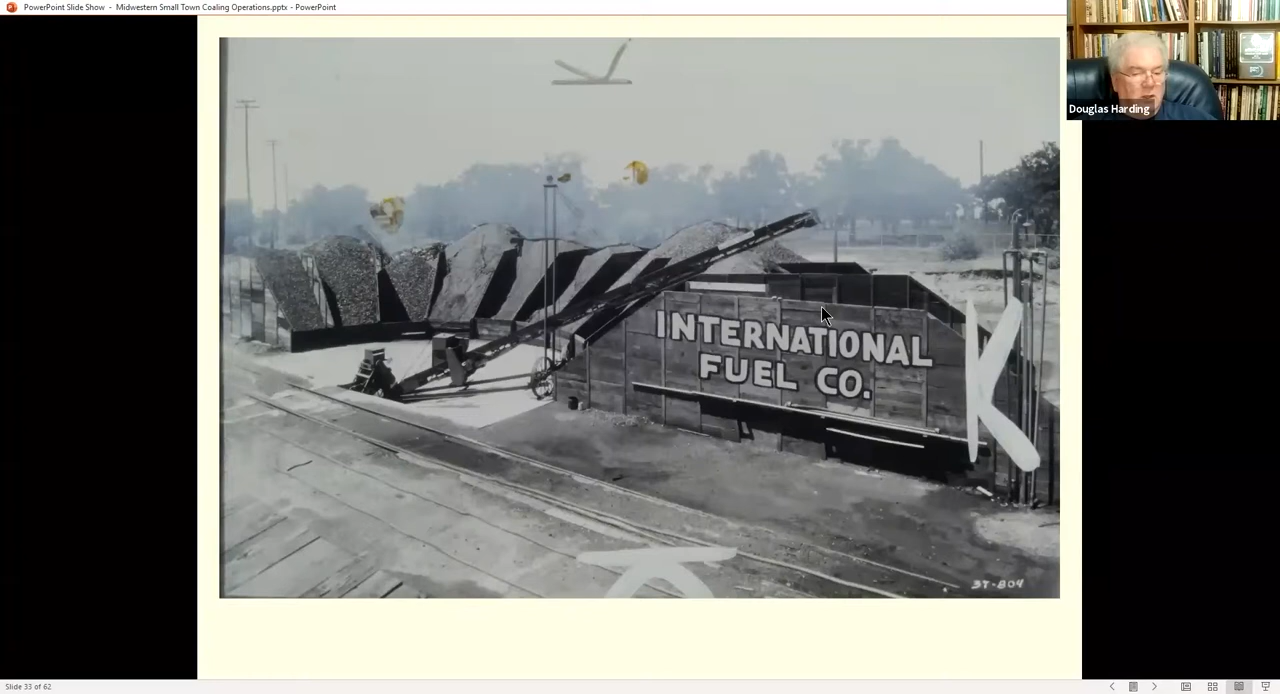 PowerPoint Slide Show - Midwestern Small Town Coaling Operations.pptx - PowerPoint
Douglas Harding
INTERNATIONAL
FUEL CO.
K
3T-804
Slide 33 of 62